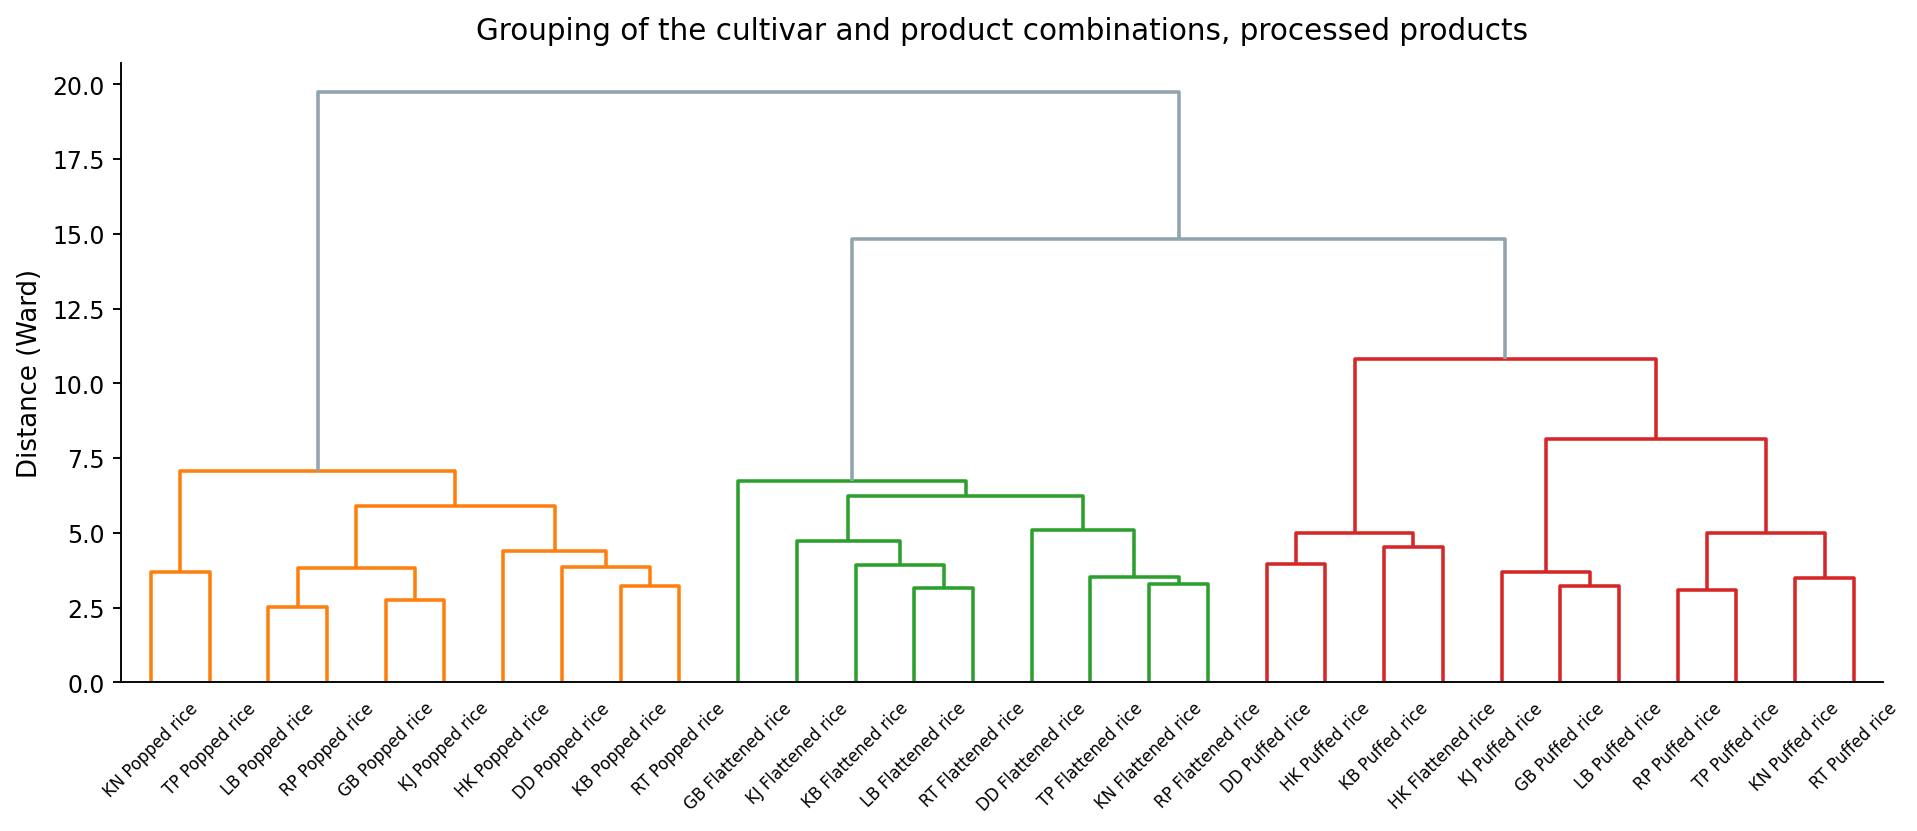 Grouping of the cultivar and product combinations, processed products
Distance (Ward)
20.0
17.5
15.0
12.5
10.0
7.5
5.0
2.5
0.0
KN Popped rice
TP Popped rice
LB Popped rice
RP Popped rice
GB Popped rice
KJ Popped rice
HK Popped rice
DD Popped rice
KB Popped rice
RT Popped rice
GB Flattened rice
KJ Flattened rice
KB Flattened rice
LB Flattened rice
RT Flattened rice
DD Flattened rice
TP Flattened rice
KN Flattened rice
RP Flattened rice
DD Puffed rice
HK Puffed rice
KB Puffed rice
HK Flattened rice
KJ Puffed rice
GB Puffed rice
LB Puffed rice
RP Puffed rice
TP Puffed rice
KN Puffed rice
RT Puffed rice